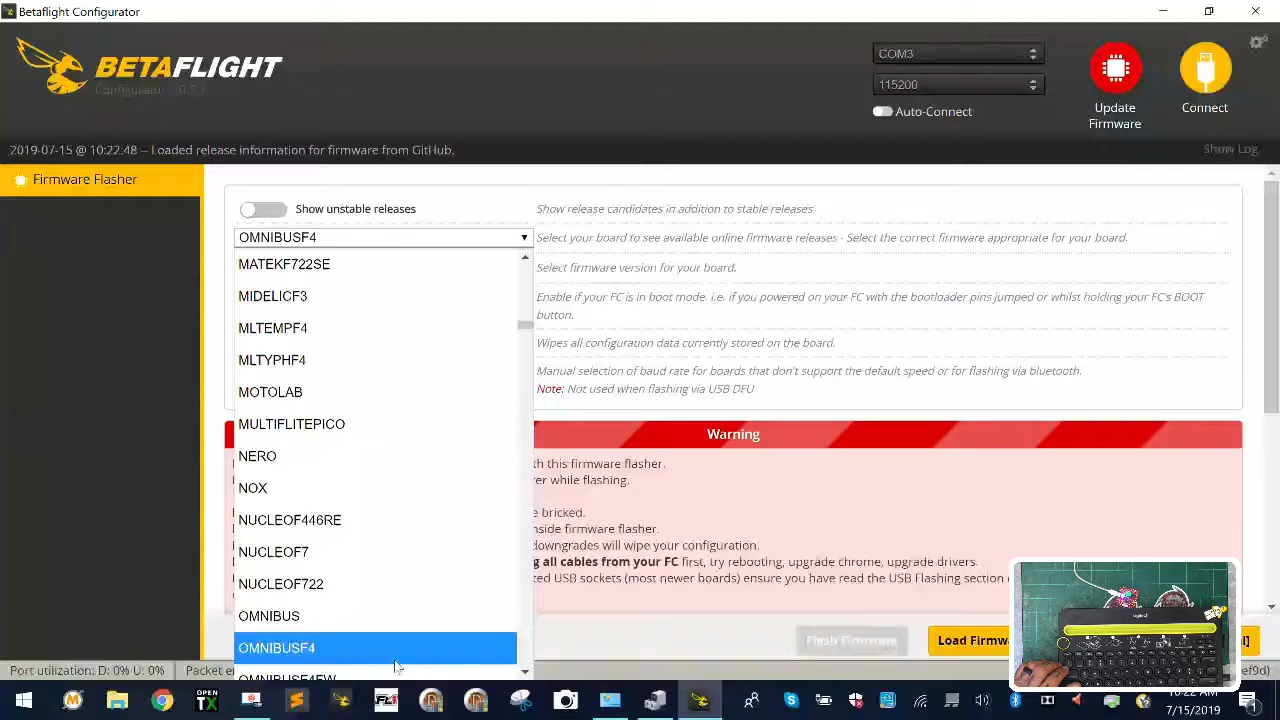 Betaflight Configurator
BETAFLIGHT
Configurator
COM3
115200
Auto-Connect
Update
Firmware
Connect
2019-07-15 @ 10:22:48 -- Loaded release information for firmware from GitHub.
Show Log
Firmware Flasher
Show unstable releases
Show release candidates in addition to stable releases
OMNIBUSF4
Select your board to see available online firmware releases - Select the correct firmware appropriate for your board.
MATEKF722SE
Select firmware version for your board.
MIDELICF3
Enable if your FC is in boot mode. i.e. if you powered on your FC with the bootloader pins jumped or whilst holding your FC's BOOT
button.
MLTEMPF4
Wipes all configuration data currently stored on the board.
MLTYPHF4
Manual selection of baud rate for boards that don't support the default speed or for flashing via bluetooth.
Note: Not used when flashing via USB DFU
MOTOLAB
MULTIFLITEPICO
Warning
NERO
th this firmware flasher.
er while flashing.
NOX
e bricked.
NUCLEOF446RE
nside firmware flasher.
downgrades will wipe your configuration.
NUCLEOF7
g all cables from your FC first, try rebooting, upgrade chrome, upgrade drivers.
NUCLEOF722
ted USB sockets (most newer boards) ensure you have read the USB Flashing section
OMNIBUS
OMNIBUSF4
Flash Firmware
Load Firmw
OMNIBUSF4FW
Port utilization: D: 0% U: 0%
Packet er
OPEN
TX
10:22 AM
7/15/2019